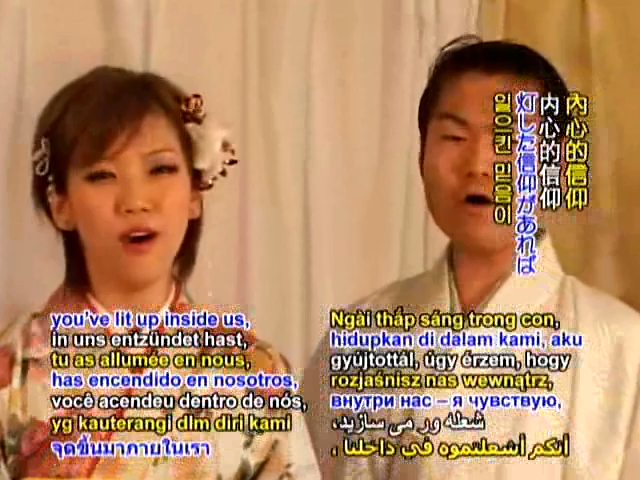 內心的信仰
内心的信仰
灯した信仰があれば
일으킨 믿음이
you've lit up inside us,
in uns entzündet hast,
tu as allumée en nous,
has encendido en nosotros,
você acendeu dentro de nós,
yg kauterangi dlm diri kami
จุดขึ้นมาภายในเรา
Ngài thắp sáng trong con,
hidupkan di dalam kami, aku
gyújtottál, úgy érzem, hogy
rozjaśnisz nas wewnątrz,
внутри нас – я чувствую,
شعله ور می سازید،
أنكم أشعلتموه في داخلنا ،